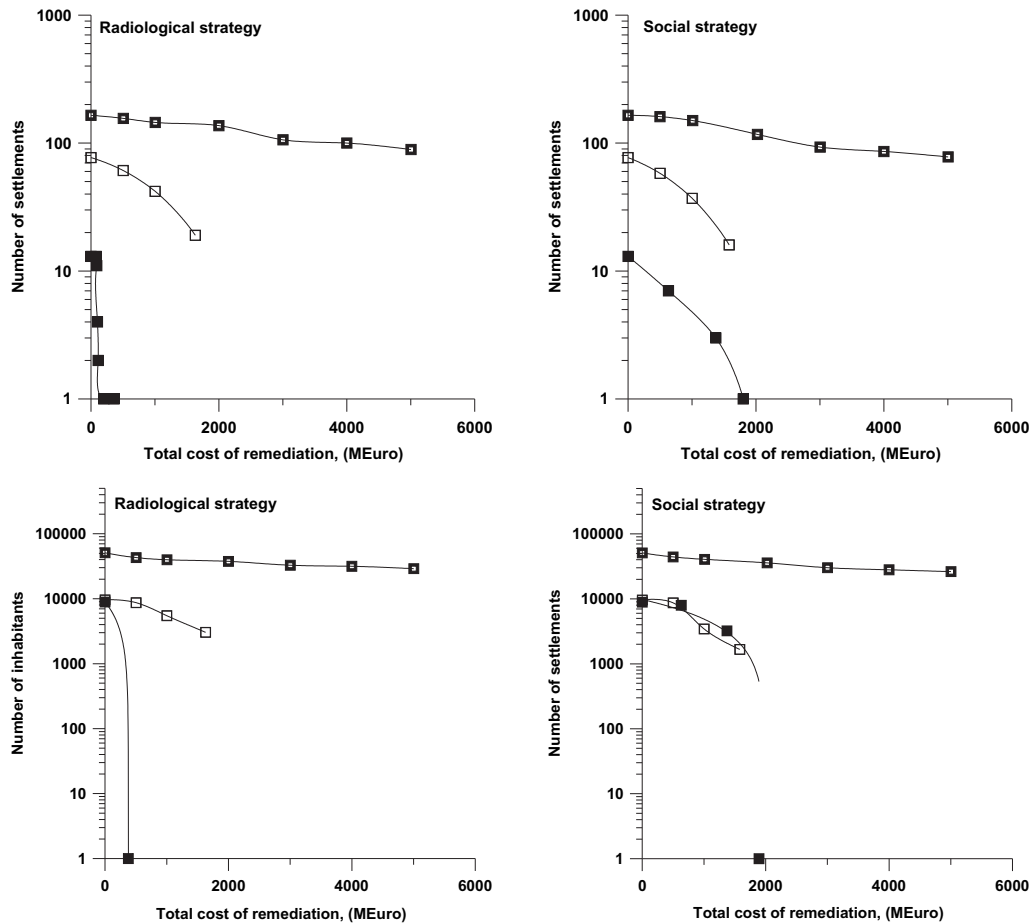 Radiological strategy
1000
100
10
1
Number of settlements
0 2000 4000 6000
Total cost of remediation, (MEuro)
Social strategy
1000
100
10
1
Number of settlements
0 2000 4000 6000
Total cost of remediation, (MEuro)
Radiological strategy
100000
10000
1000
100
10
1
Number of inhabitants
0 2000 4000 6000
Total cost of remediation, (MEuro)
Social strategy
100000
10000
1000
100
10
1
Number of settlements
0 2000 4000 6000
Total cost of remediation, (MEuro)